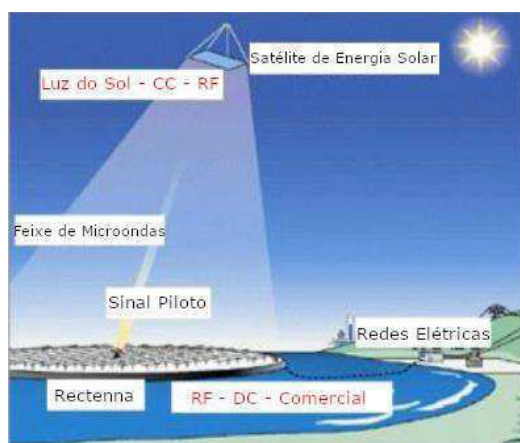 Satélite de Energía Solar
Luz do Sol - CC - RF
Feixe de Microondas
Sinal Piloto
Redes Elétricas
Rectenna
RF - DC - Comercial